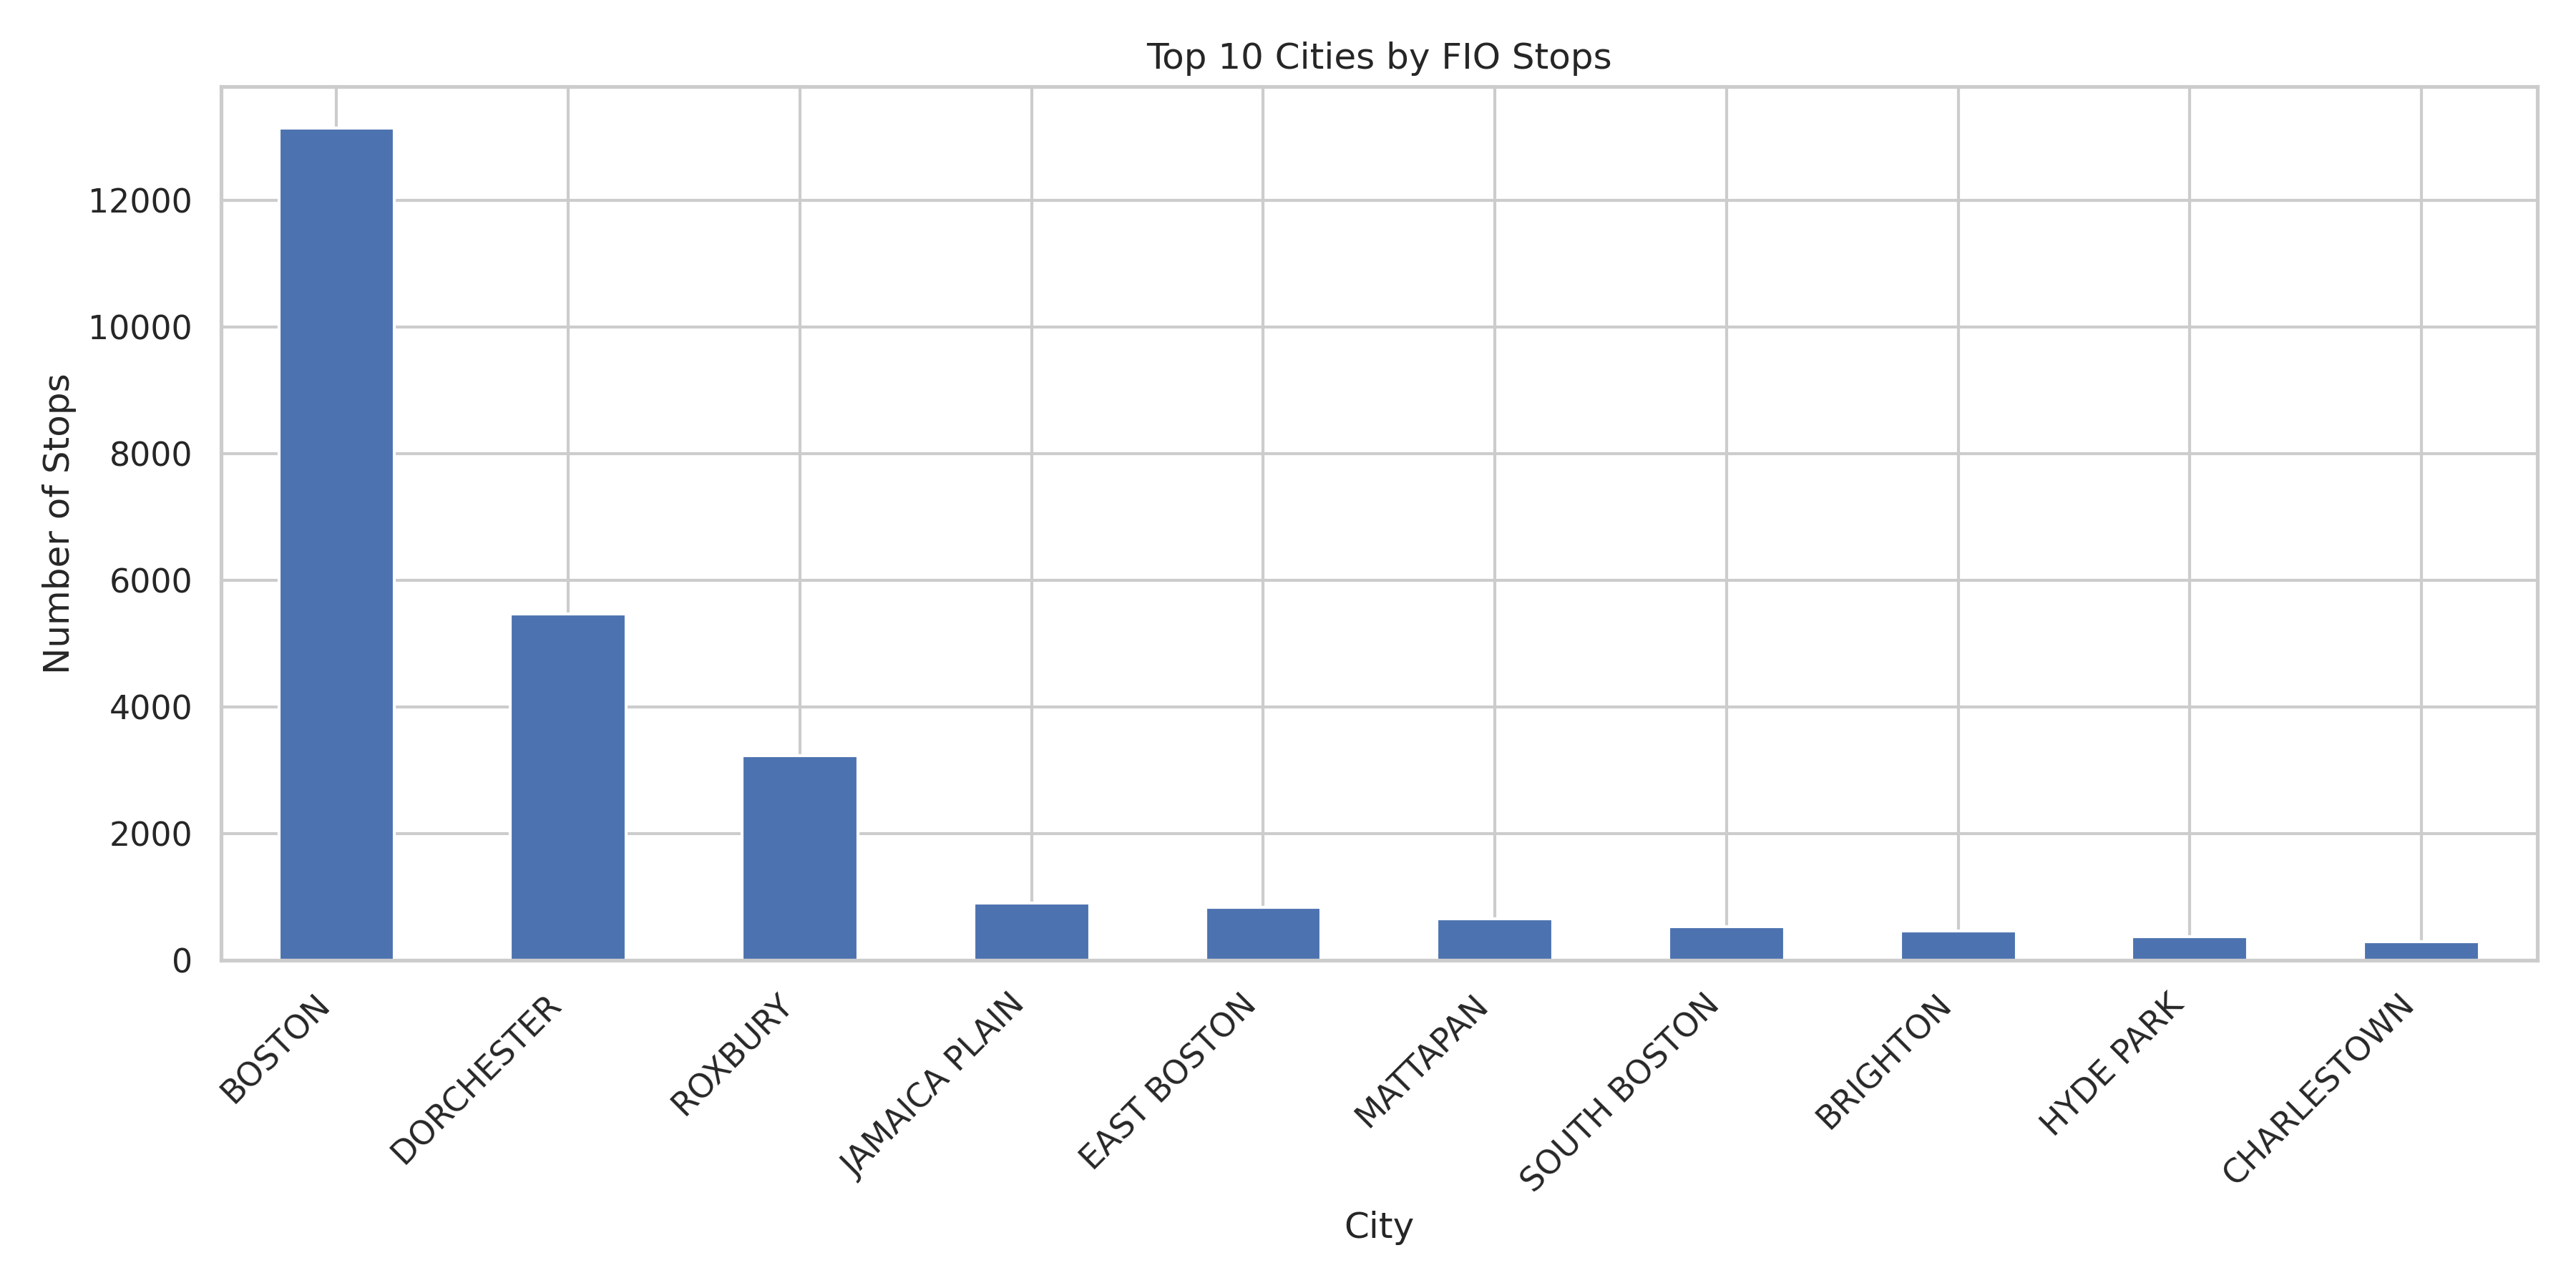 Top 10 Cities by FIO Stops
Number of Stops
12000
10000
8000
6000
4000
2000
0
BOSTON
DORCHESTER
ROXBURY
JAMAICA PLAIN
EAST BOSTON
MATTAPAN
SOUTH BOSTON
BRIGHTON
HYDE PARK
CHARLESTOWN
City